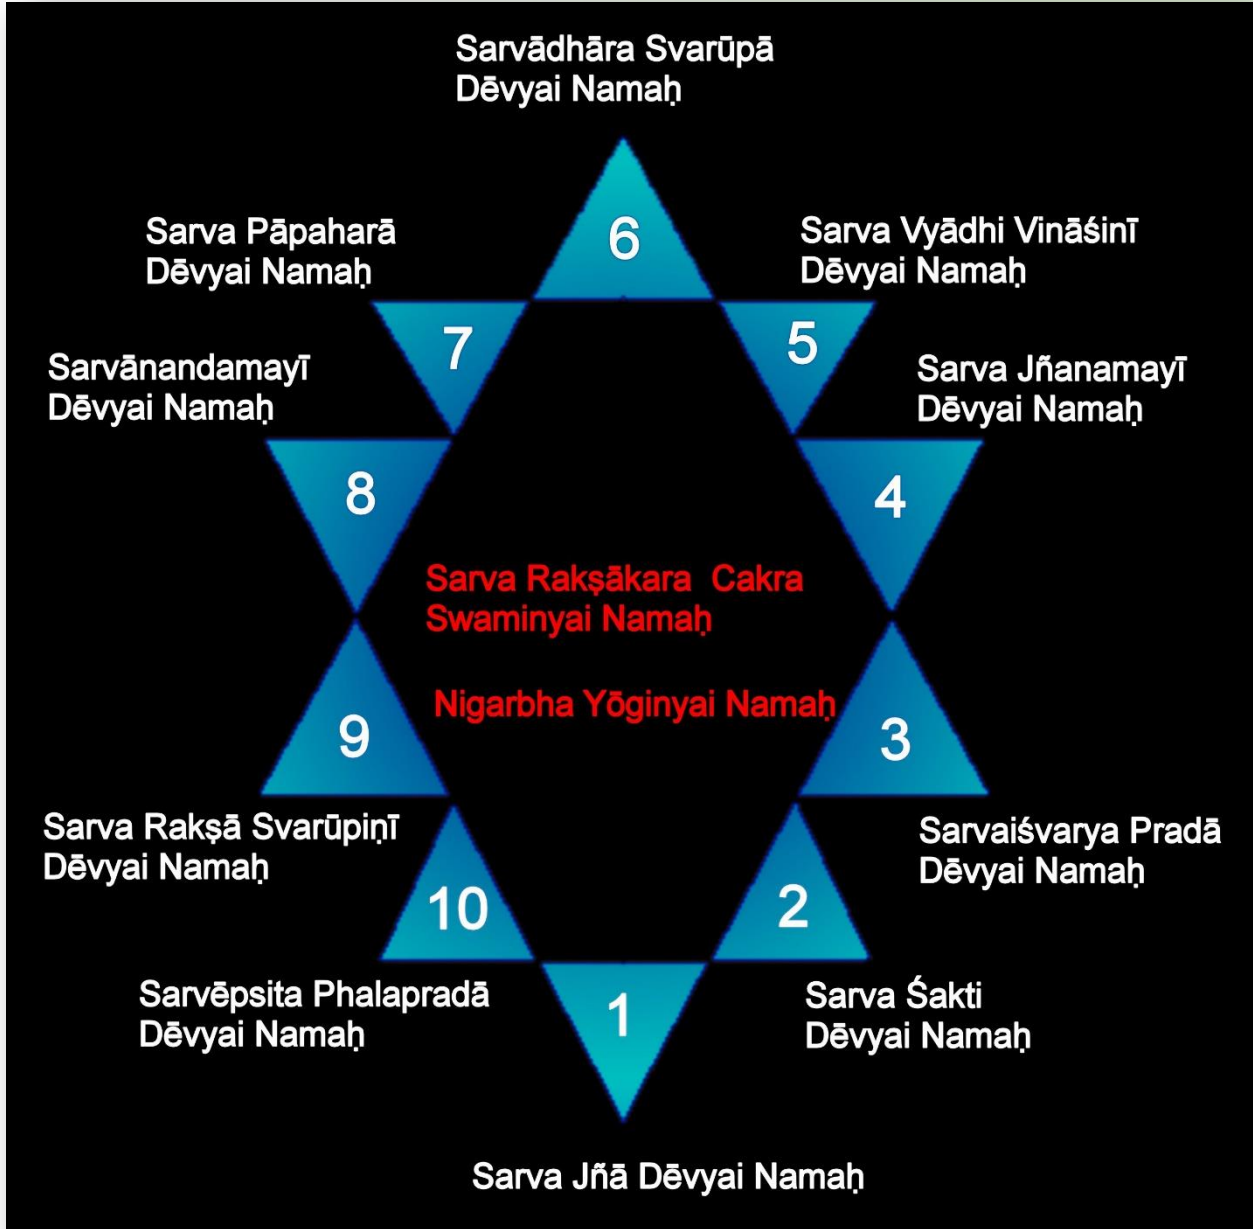 Sarvādhāra Svarūpā
Dēvyai Namaḥ
6
Sarva Pāpaharā
Dēvyai Namaḥ
7
Sarva Vyādhi Vināśinī
Dēvyai Namaḥ
5
Sarvānandamayī
Dēvyai Namaḥ
8
Sarva Jñanamayī
Dēvyai Namaḥ
4
Sarva Rakṣākara Cakra
Swaminyai Namaḥ
Nigarbha Yōginyai Namaḥ
9
Sarva Rakṣā Svarūpiṇī
Dēvyai Namaḥ
3
Sarvaiśvarya Pradā
Dēvyai Namaḥ
10
Sarvēpsita Phalapradā
Dēvyai Namaḥ
2
Sarva Śakti
Dēvyai Namaḥ
1
Sarva Jñā Dēvyai Namaḥ